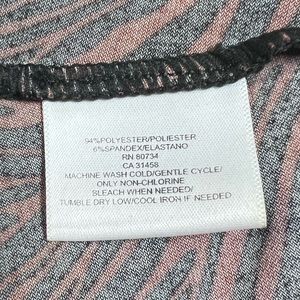 94%POLYESTER/POLIESTER
6%SPANDEX/ELASTANO
RN 80734
CA 31458
MACHINE WASH COLD/GENTLE CYCLE/
ONLY NON-CHLORINE
BLEACH WHEN NEEDED/
TUMBLE DRY LOW/COOL IRON IF NEEDED/